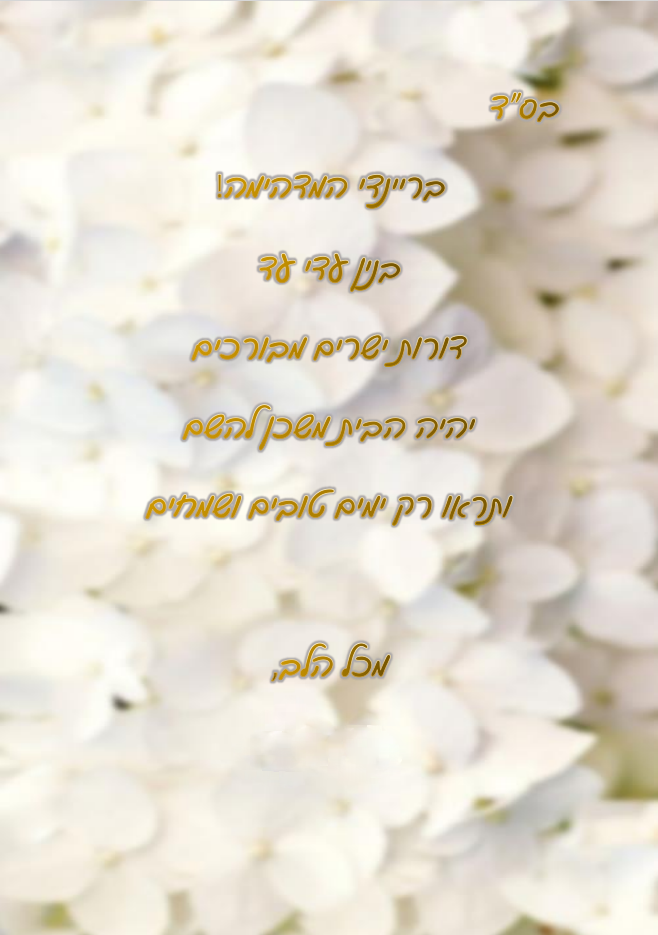 בס"ד
בריינדי המדהימה!
בנין עדי עד
דורות ישרים מבורכים
יהיה הבית משכן להשם
ותראו רק ימים טובים ושמחים
מכל הלב,